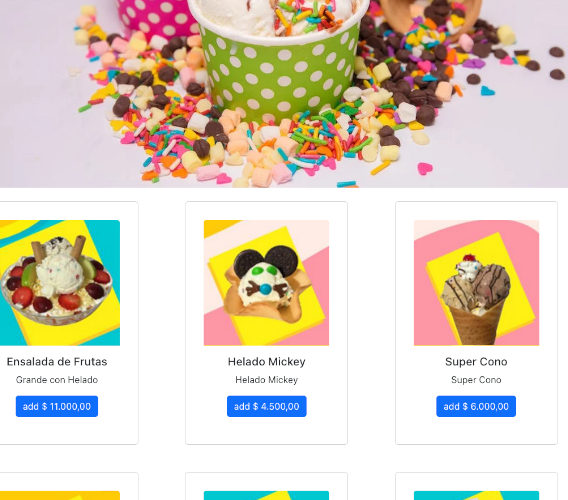 Ensalada de Frutas
Grande con Helado
add $ 11.000,00
Helado Mickey
Helado Mickey
add $ 4.500,00
Super Cono
Super Cono
add $ 6.000,00